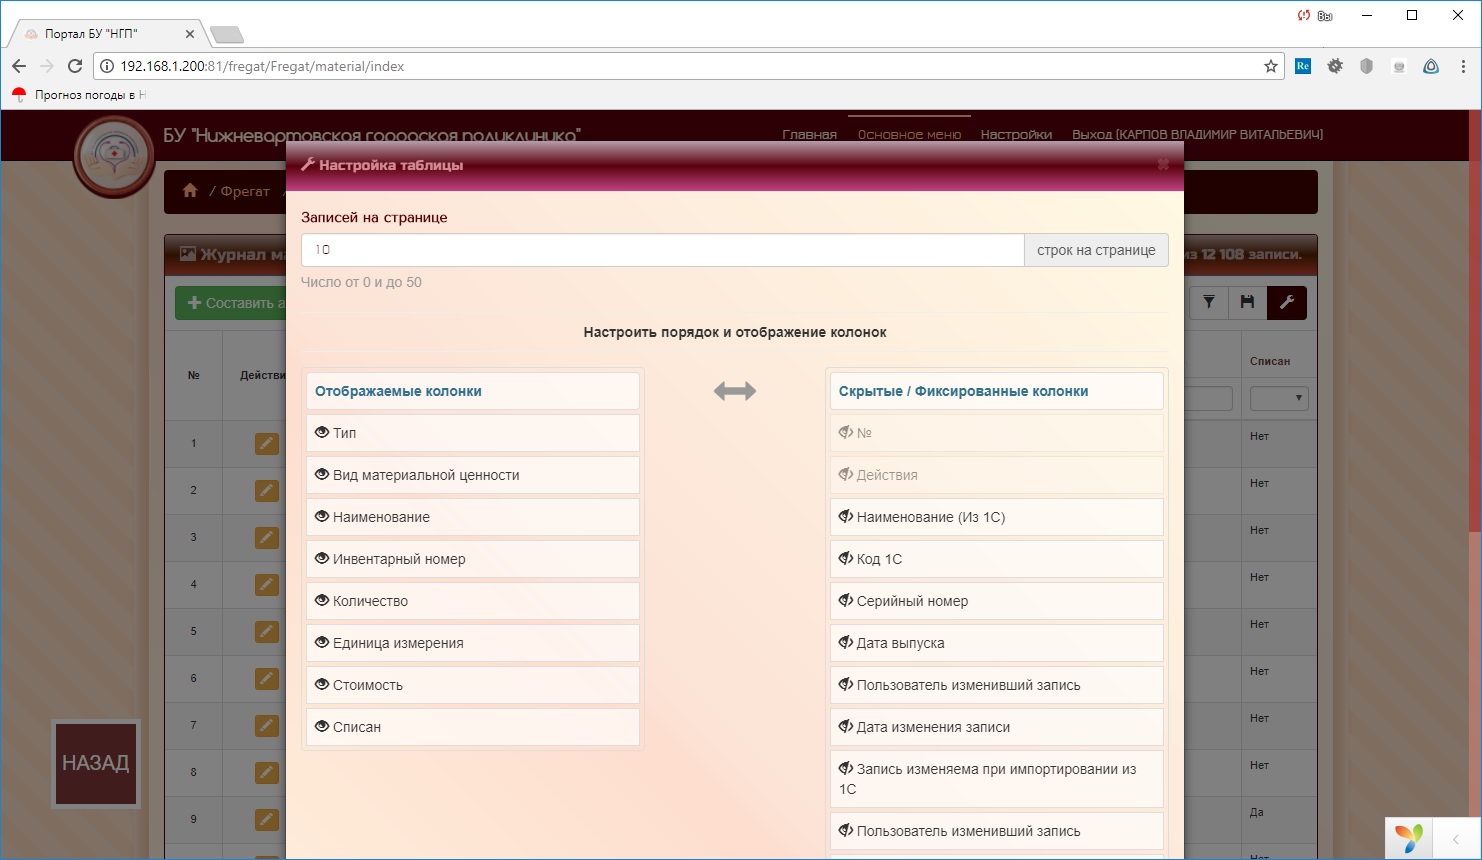 Вы
Портал БУ "НГП"
192.168.1.200:81/fregat/Fregat/material/index
Re
Прогноз погоды в Н
БУ "Нижневартовская городская поликлиника"
Главная
Основное меню
Настройки
Выход (КАРПОВ ВЛАДИМИР ВИТАЛЬЕВИЧ)
Настройка таблицы
/ Фрегат /
Записей на странице
10
строк на странице
Журнал ма
из 12 108 записи.
Число от 0 и до 50
Составить а
Настроить порядок и отображение колонок
№
Действи
Списан
Отображаемые колонки
Тип
Вид материальной ценности
Наименование
Инвентарный номер
Количество
Единица измерения
Стоимость
Списан
Скрытые / Фиксированные колонки
№
Действия
Наименование (Из 1С)
Код 1С
Серийный номер
Дата выпуска
Пользователь изменивший запись
Дата изменения записи
Запись изменяема при импортировании из
1С
Пользователь изменивший запись
1
Нет
2
Нет
3
Нет
4
Нет
5
Нет
6
Нет
7
Нет
8
Нет
9
Да
Нет
НАЗАД